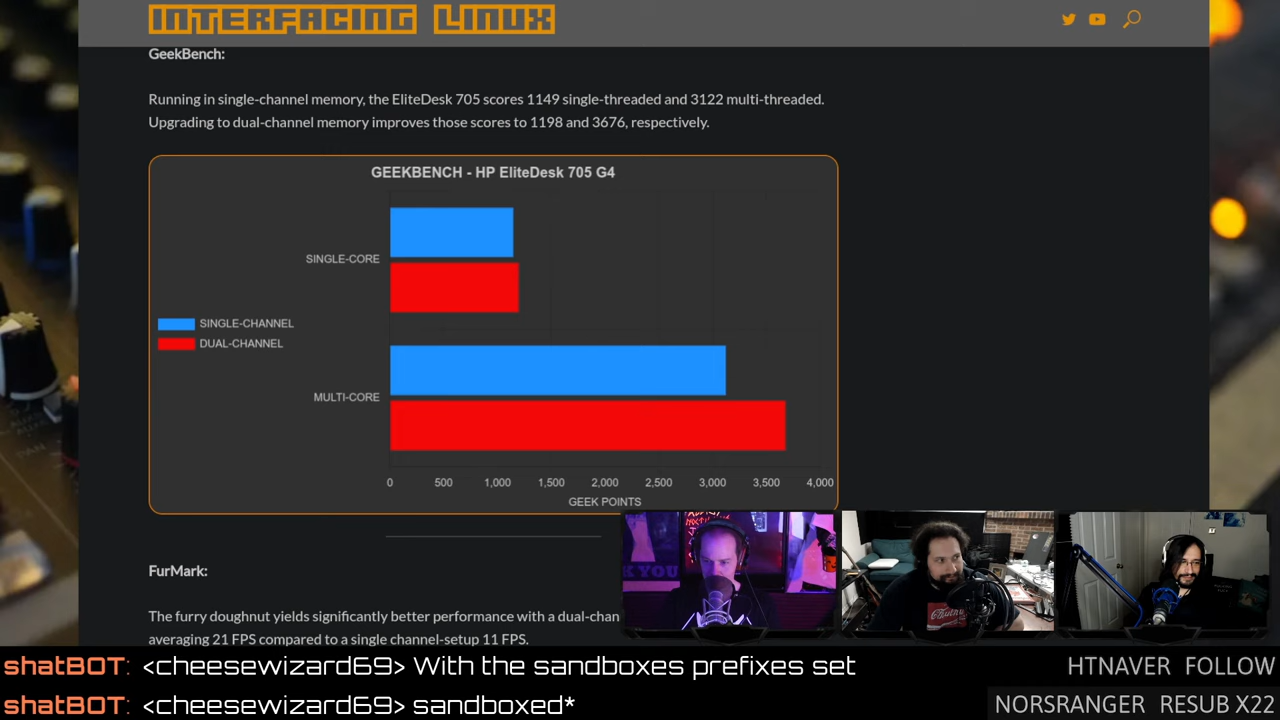 INTERFACING LINUX
GeekBench:
Running in single-channel memory, the EliteDesk 705 scores 1149 single-threaded and 3122 multi-threaded.
Upgrading to dual-channel memory improves those scores to 1198 and 3676, respectively.
GEEKBENCH - HP EliteDesk 705 G4
SINGLE-CORE
SINGLE-CHANNEL
DUAL-CHANNEL
MULTI-CORE
0 500 1,000 1,500 2,000 2,500 3,000 3,500 4,000
GEEK POINTS
FurMark:
The furry doughnut yields significantly better performance with a dual-chan
averaging 21 FPS compared to a single channel-setup 11 FPS.
shatBOT: <cheesewizard69> With the sandboxes prefixes set
HTNAVER FOLLOW
shatBOT: <cheesewizard69> sandboxed*
NORSRANGER RESUB X22